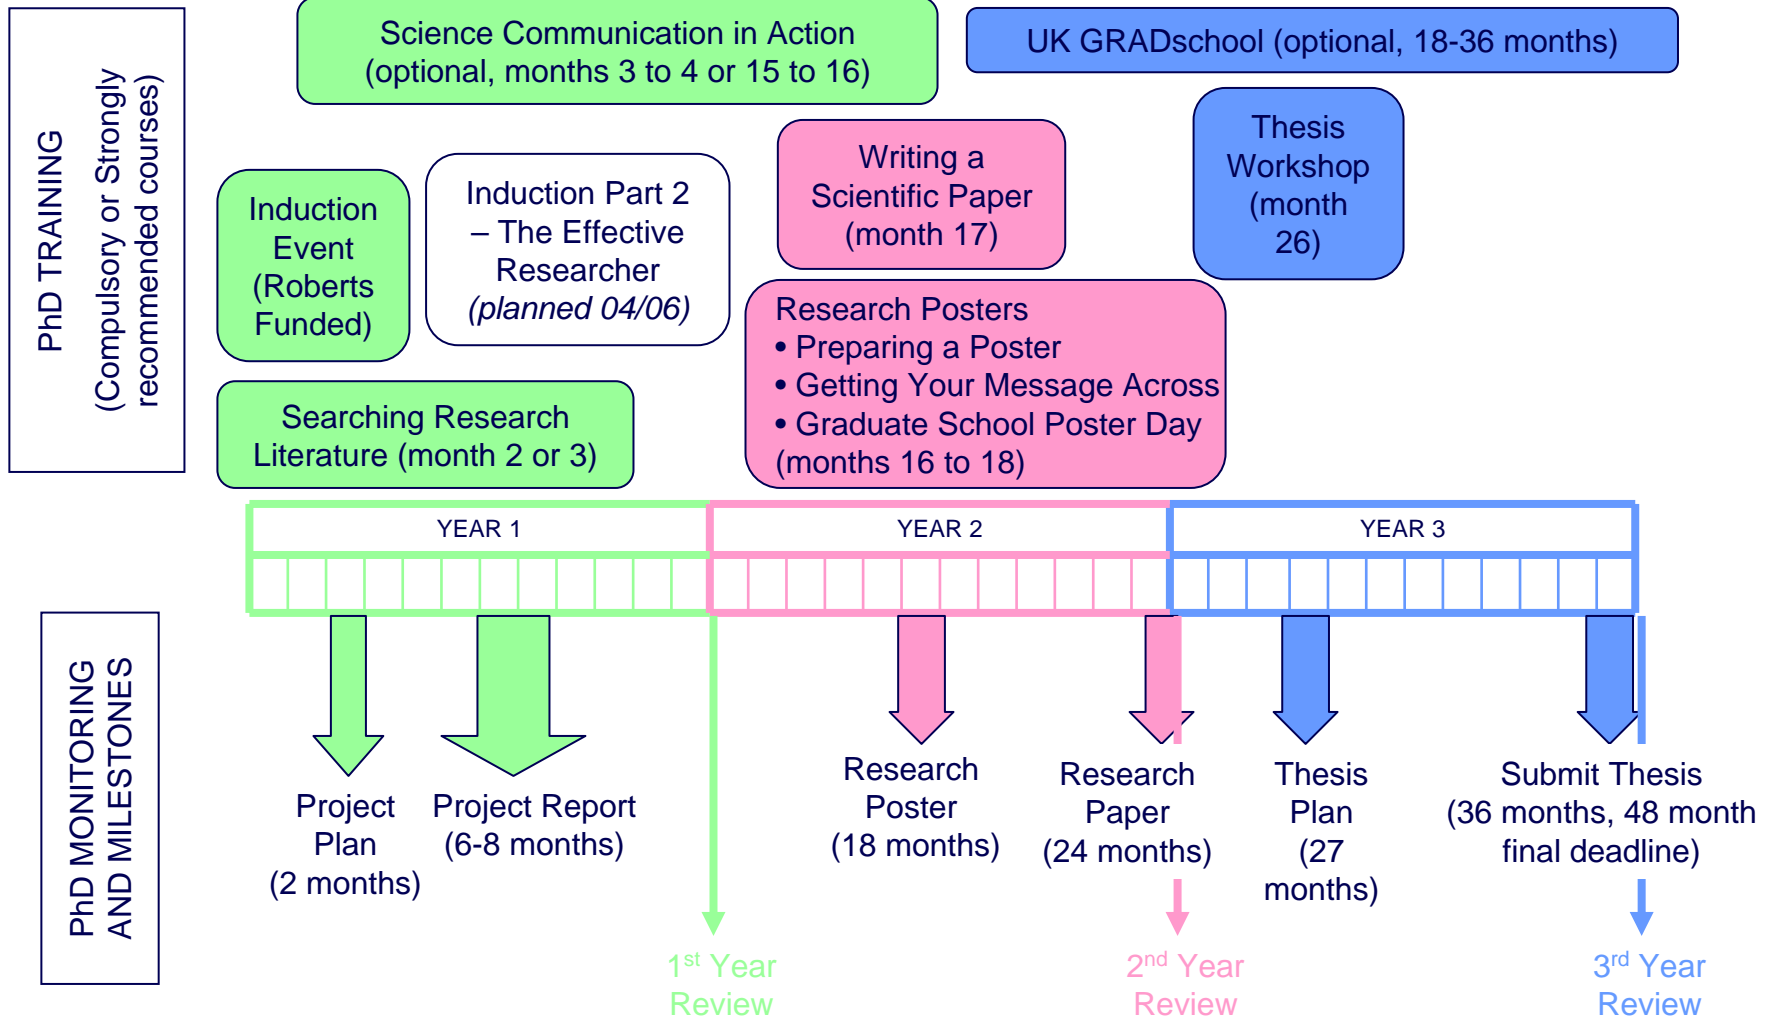 PhD TRAINING
(Compulsory or Strongly
recommended courses)
Science Communication in Action
(optional, months 3 to 4 or 15 to 16)
UK GRADschool (optional, 18-36 months)
Induction
Event
(Roberts
Funded)
Induction Part 2
– The Effective
Researcher
(planned 04/06)
Writing a
Scientific Paper
(month 17)
Thesis
Workshop
(month
26)
Searching Research
Literature (month 2 or 3)
Research Posters
• Preparing a Poster
• Getting Your Message Across
• Graduate School Poster Day
(months 16 to 18)
YEAR 1
YEAR 2
YEAR 3
PhD MONITORING
AND MILESTONES
Project
Plan
(2 months)
Project Report
(6-8 months)
Research
Poster
(18 months)
Research
Paper
(24 months)
Thesis
Plan
(27
months)
Submit Thesis
(36 months, 48 month
final deadline)
1st Year
Review
2nd Year
Review
3rd Year
Review